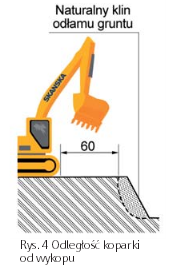 Naturalny klin
odłamu gruntu
SKANSKA
60
Rys. 4 Odległość koparki
od wykopu